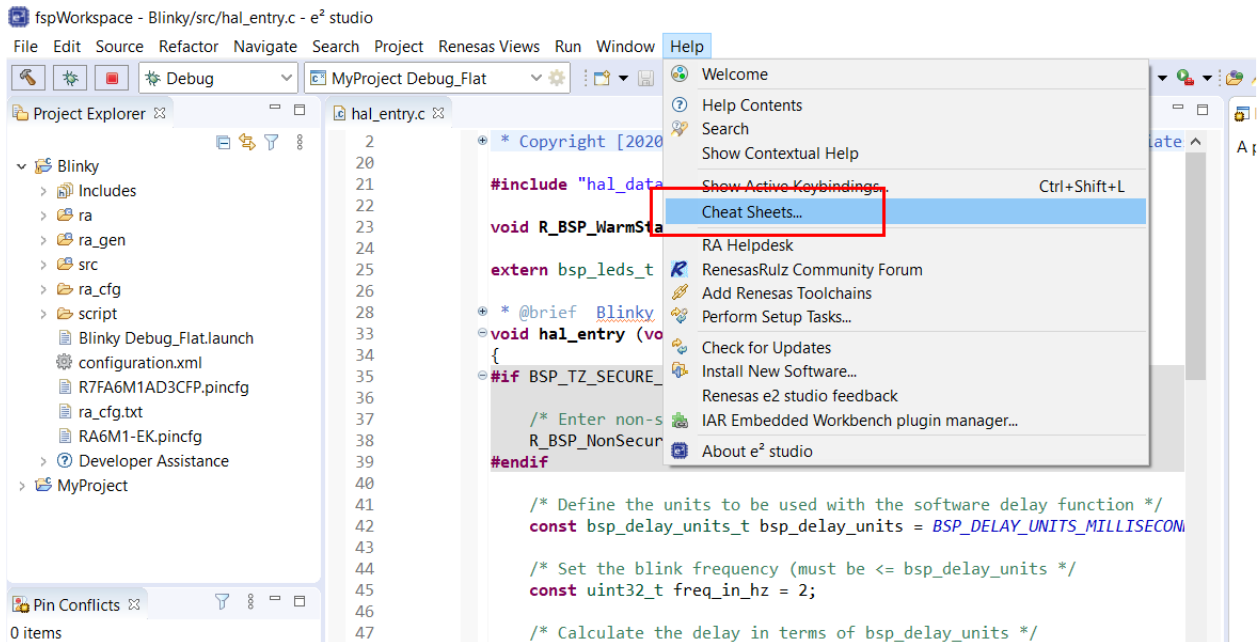 fspWorkspace - Blinky/src/hal_entry.c - e² studio
File Edit Source Refactor Navigate Search Project Renesas Views Run Window Help
Debug
MyProject Debug_Flat
Project Explorer
Blinky
Includes
ra
ra_gen
src
ra_cfg
script
Blinky Debug_Flat.launch
configuration.xml
R7FA6M1AD3CFP.pincfg
ra_cfg.txt
RA6M1-EK.pincfg
Developer Assistance
MyProject
Pin Conflicts
0 items
hal_entry.c
2 * Copyright [2020
20
21 #include "hal_data
22
23 void R_BSP_WarmSta
24
25 extern bsp_leds_t
26
28 * @brief Blinky
33 void hal_entry (vo
34 {
35 #if BSP_TZ_SECURE_
36
37 /* Enter non-s
38 R_BSP_NonSecur
39 #endif
40
41 /* Define the units to be used with the software delay function */
42 const bsp_delay_units_t bsp_delay_units = BSP_DELAY_UNITS_MILLISECON
43
44 /* Set the blink frequency (must be <= bsp_delay_units */
45 const uint32_t freq_in_hz = 2;
46
47 /* Calculate the delay in terms of bsp_delay_units */
Welcome
Help Contents
Search
Show Contextual Help
Show Active Keybindings... Ctrl+Shift+L
Cheat Sheets...
RA Helpdesk
RenesasRulz Community Forum
Add Renesas Toolchains
Perform Setup Tasks...
Check for Updates
Install New Software...
Renesas e2 studio feedback
IAR Embedded Workbench plugin manager...
About e² studio
iate
A